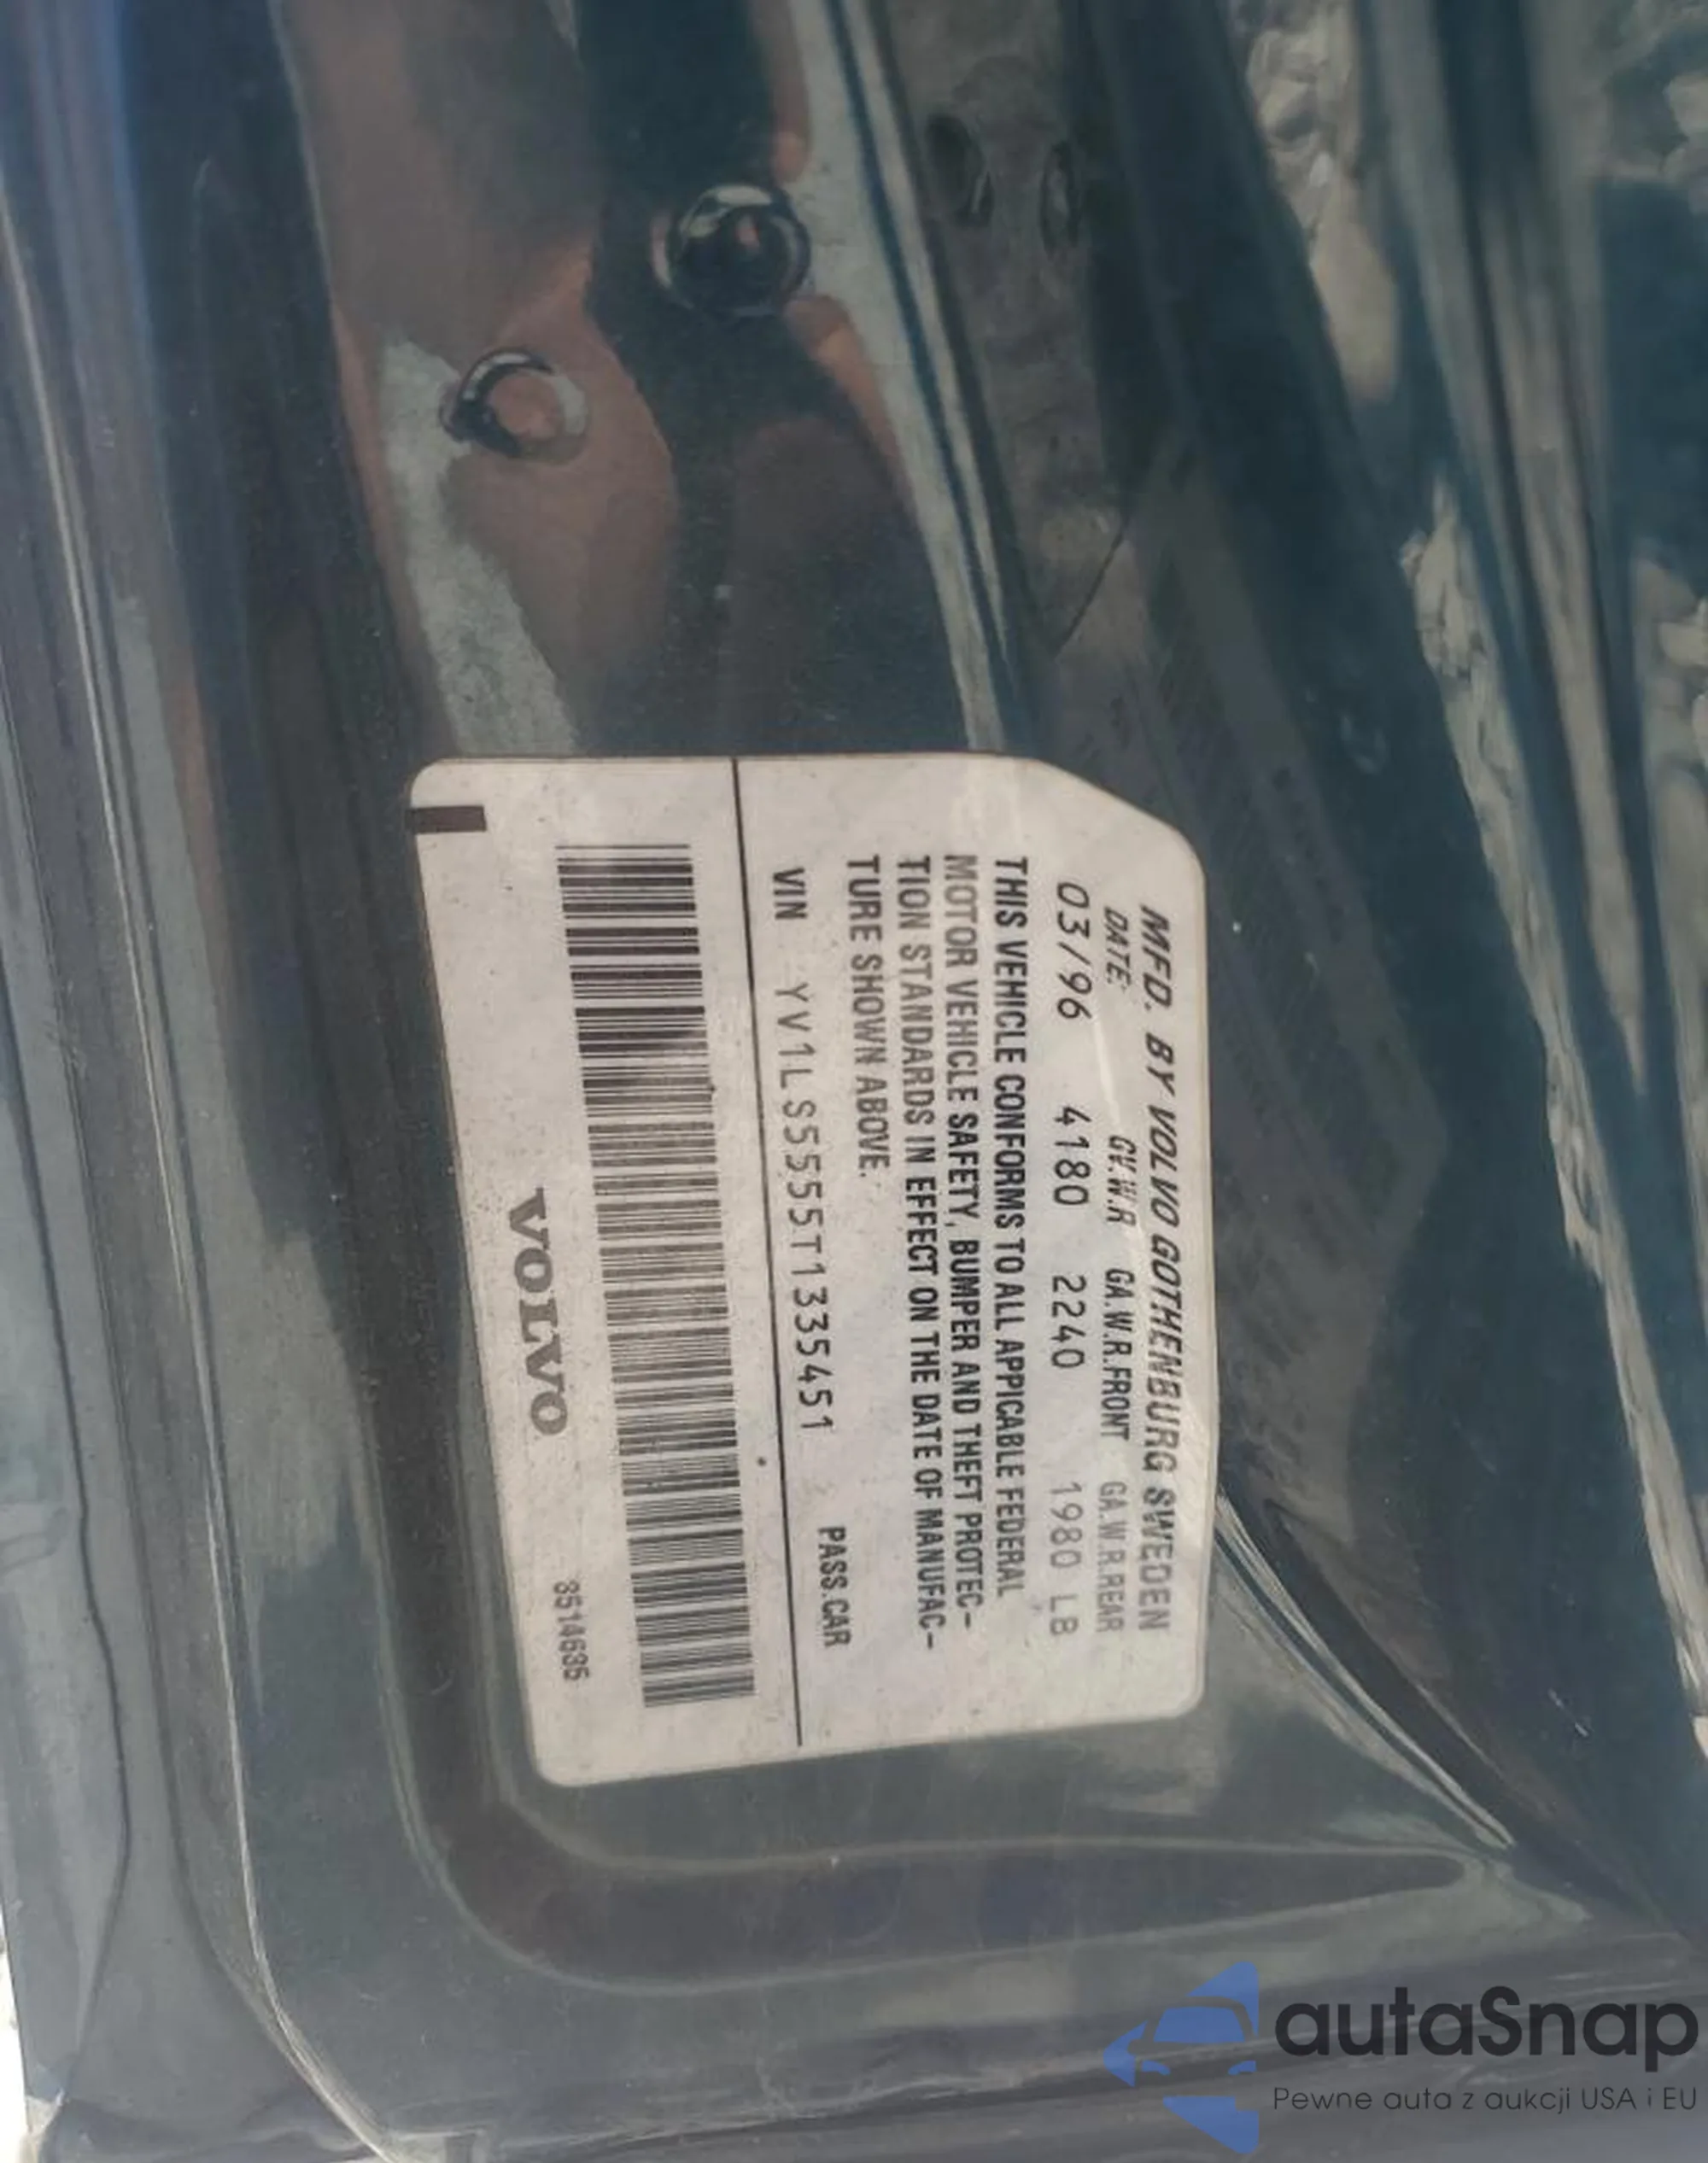 MFD. BY VOLVO GOTHENBURG SWEDEN
DATE: GV.W.R GA.W.R.FRONT GA.W.R.REAR
03/96 4180 2240 1980 LB
THIS VEHICLE CONFORMS TO ALL APPICABLE FEDERAL
MOTOR VEHICLE SAFETY, BUMPER AND THEFT PROTEC-
TION STANDARDS IN EFFECT ON THE DATE OF MANUFAC-
TURE SHOWN ABOVE.
VIN YV1LS5555T1335451 PASS.CAR
VOLVO 8514635
autaSnap
Pewne auta z aukcji USA i EU